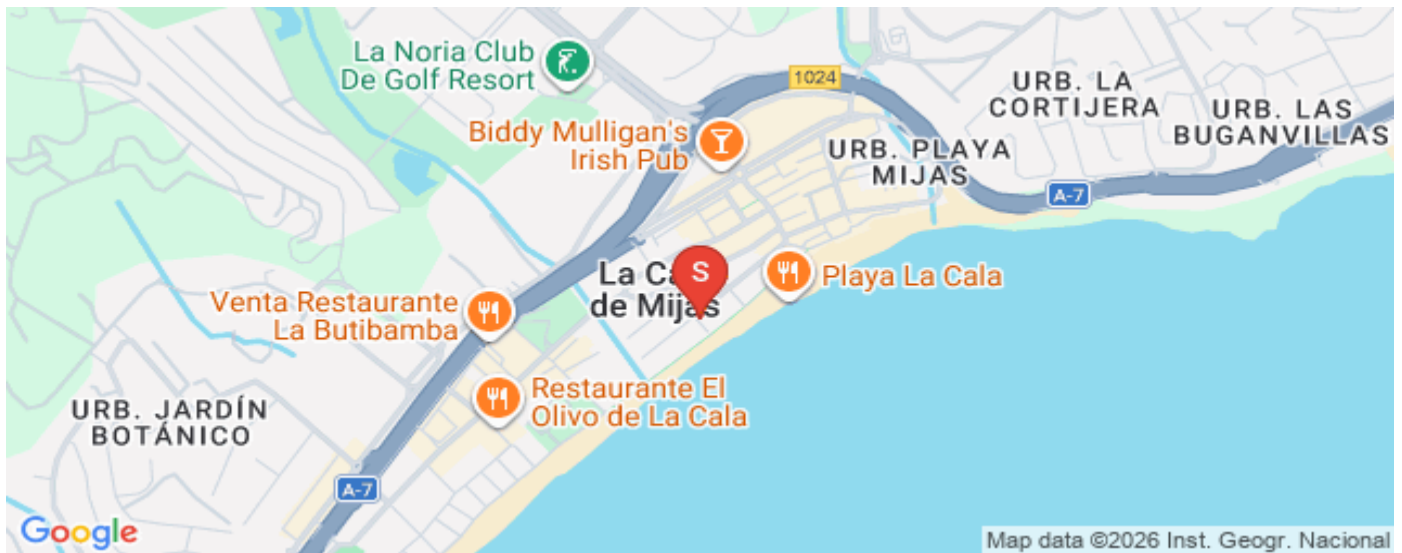 La Noria Club
De Golf Resort
1024
URB. LA
CORTIJERA
URB. LAS
BUGANVILLAS
Biddy Mulligan's
Irish Pub
URB. PLAYA
MIJAS
A-7
La
de Mijas
S
Playa La Cala
Venta Restaurante
La Butibamba
Restaurante El
Olivo de La Cala
URB. JARDÍN
BOTÁNICO
A-7
Google
Map data ©2026 Inst. Geogr. Nacional